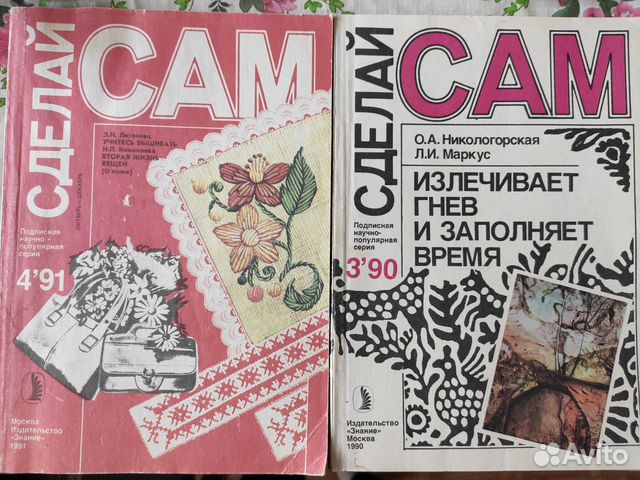 СДЕЛАЙ
САМ
Э.Н. Литвинец
УЧИТЕСЬ ВЫШИВАТЬ
Н.П. Коноплева
ВТОРАЯ ЖИЗНЬ
ВЕЩЕЙ
(О коже)
ОКТЯБРЬ—ДЕКАБРЬ
Подписная
научно-
популярная
серия
4'91
Москва
Издательство
«Знание»
1991
СДЕЛАЙ
САМ
О.А. Никологорская
Л.И. Маркус
ИЗЛЕЧИВАЕТ
ГНЕВ
И ЗАПОЛНЯЕТ
ВРЕМЯ
Подписная
научно-
популярная
серия
3'90
Издательство
«Знание»
Москва
1990
Avito